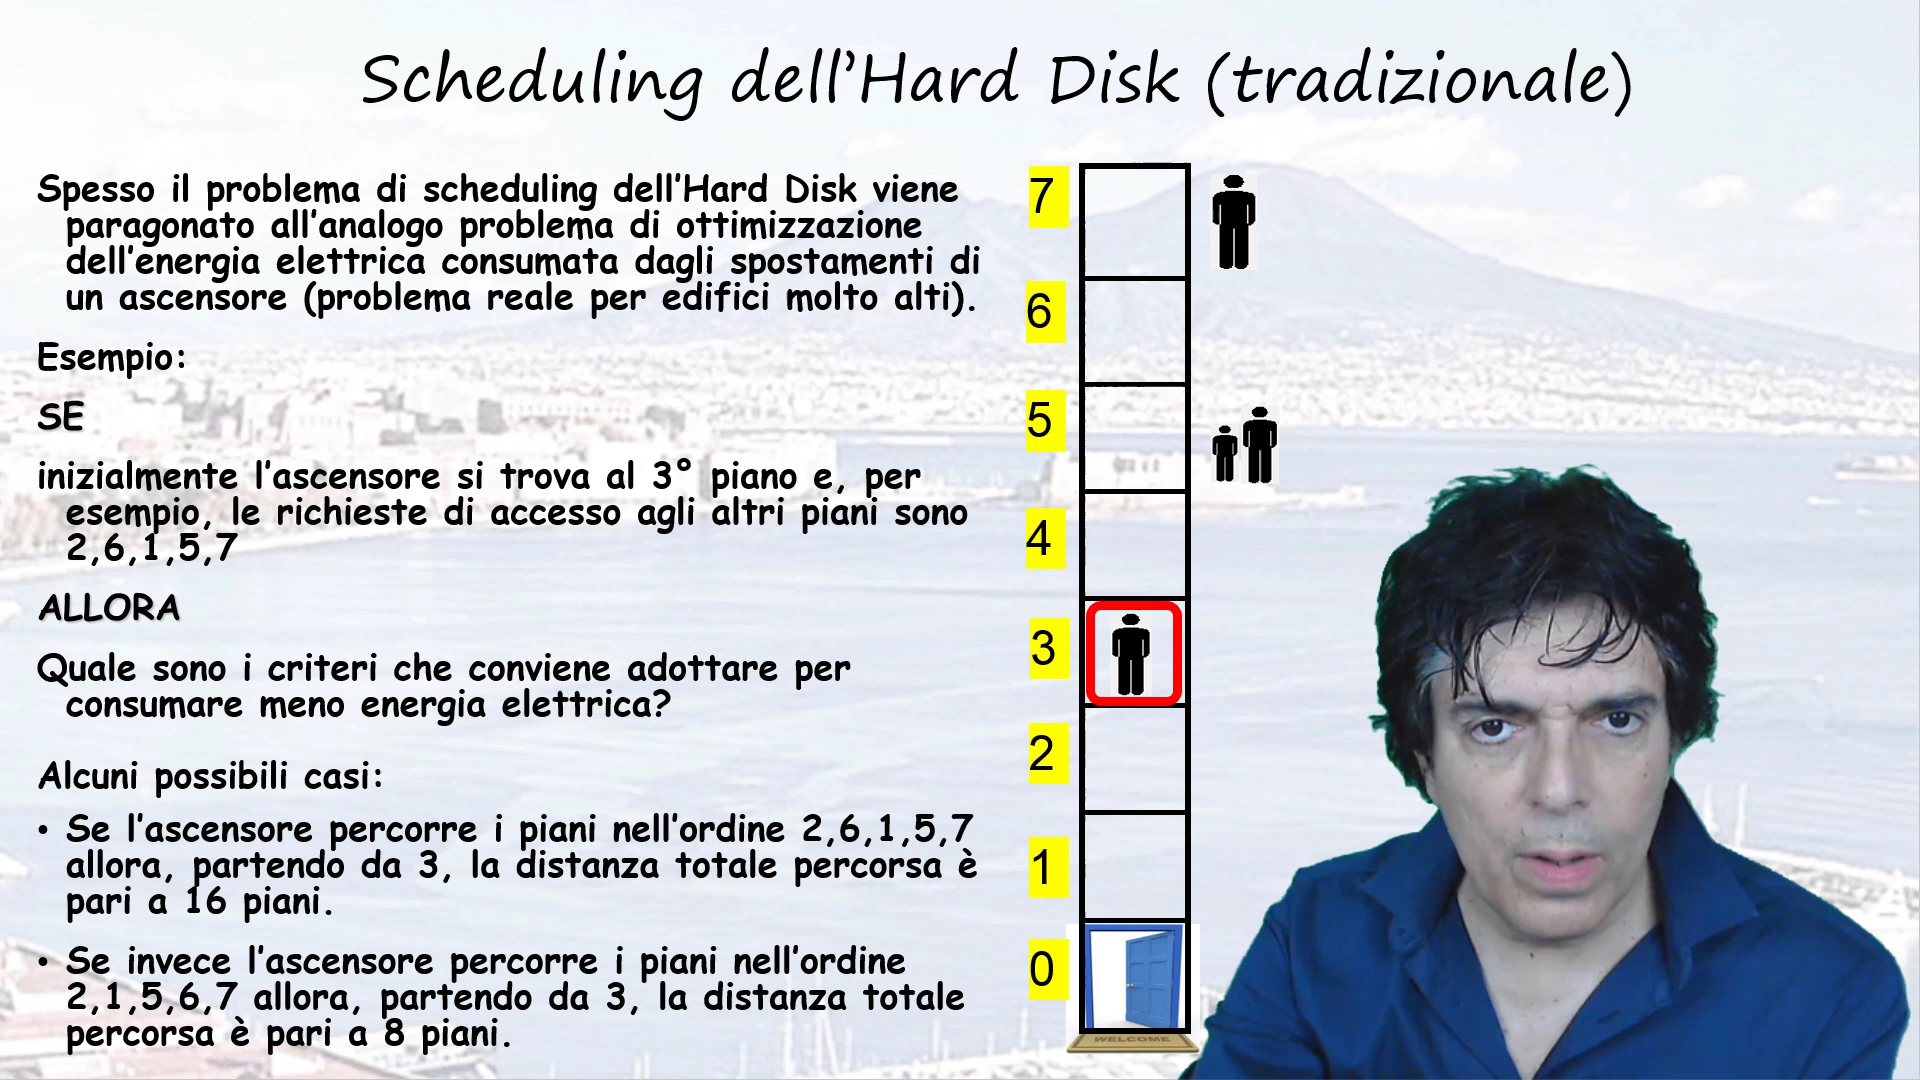 Scheduling dell’Hard Disk (tradizionale)
Spesso il problema di scheduling dell’Hard Disk viene
paragonato all’analogo problema di ottimizzazione
dell’energia elettrica consumata dagli spostamenti di
un ascensore (problema reale per edifici molto alti).
Esempio:
SE
inizialmente l’ascensore si trova al 3° piano e, per
esempio, le richieste di accesso agli altri piani sono
2,6,1,5,7
ALLORA
Quale sono i criteri che conviene adottare per
consumare meno energia elettrica?
Alcuni possibili casi:
• Se l’ascensore percorre i piani nell’ordine 2,6,1,5,7
allora, partendo da 3, la distanza totale percorsa è
pari a 16 piani.
• Se invece l’ascensore percorre i piani nell’ordine
2,1,5,6,7 allora, partendo da 3, la distanza totale
percorsa è pari a 8 piani.
7
6
5
4
3
2
1
0
WELCOME